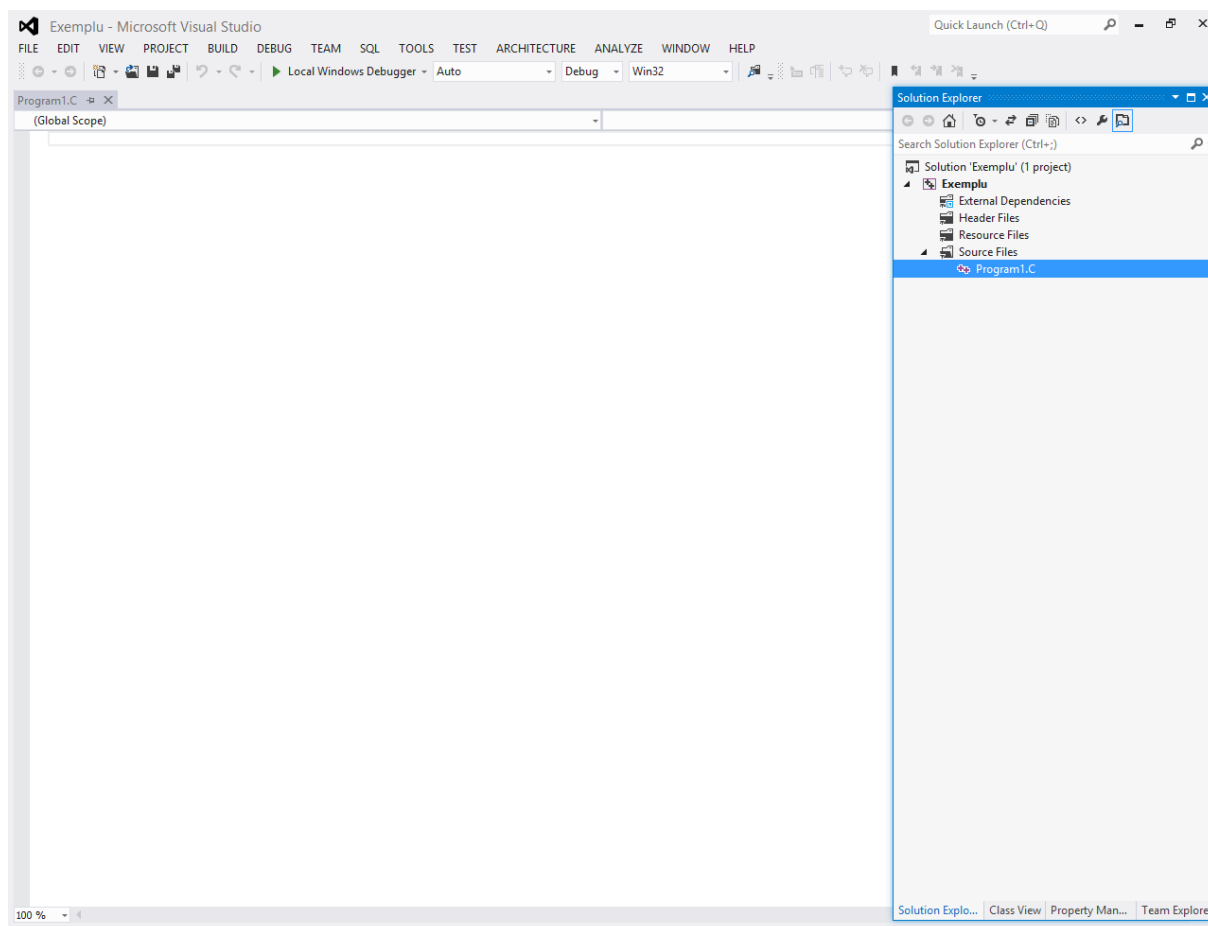 Exemplu - Microsoft Visual Studio
Quick Launch (Ctrl+Q)
FILE EDIT VIEW PROJECT BUILD DEBUG TEAM SQL TOOLS TEST ARCHITECTURE ANALYZE WINDOW HELP
Local Windows Debugger Auto Debug Win32
Program1.C
(Global Scope)
Solution Explorer
Search Solution Explorer (Ctrl+;)
Solution 'Exemplu' (1 project)
Exemplu
External Dependencies
Header Files
Resource Files
Source Files
Program1.C
100 %
Solution Explo... Class View Property Man... Team Explore